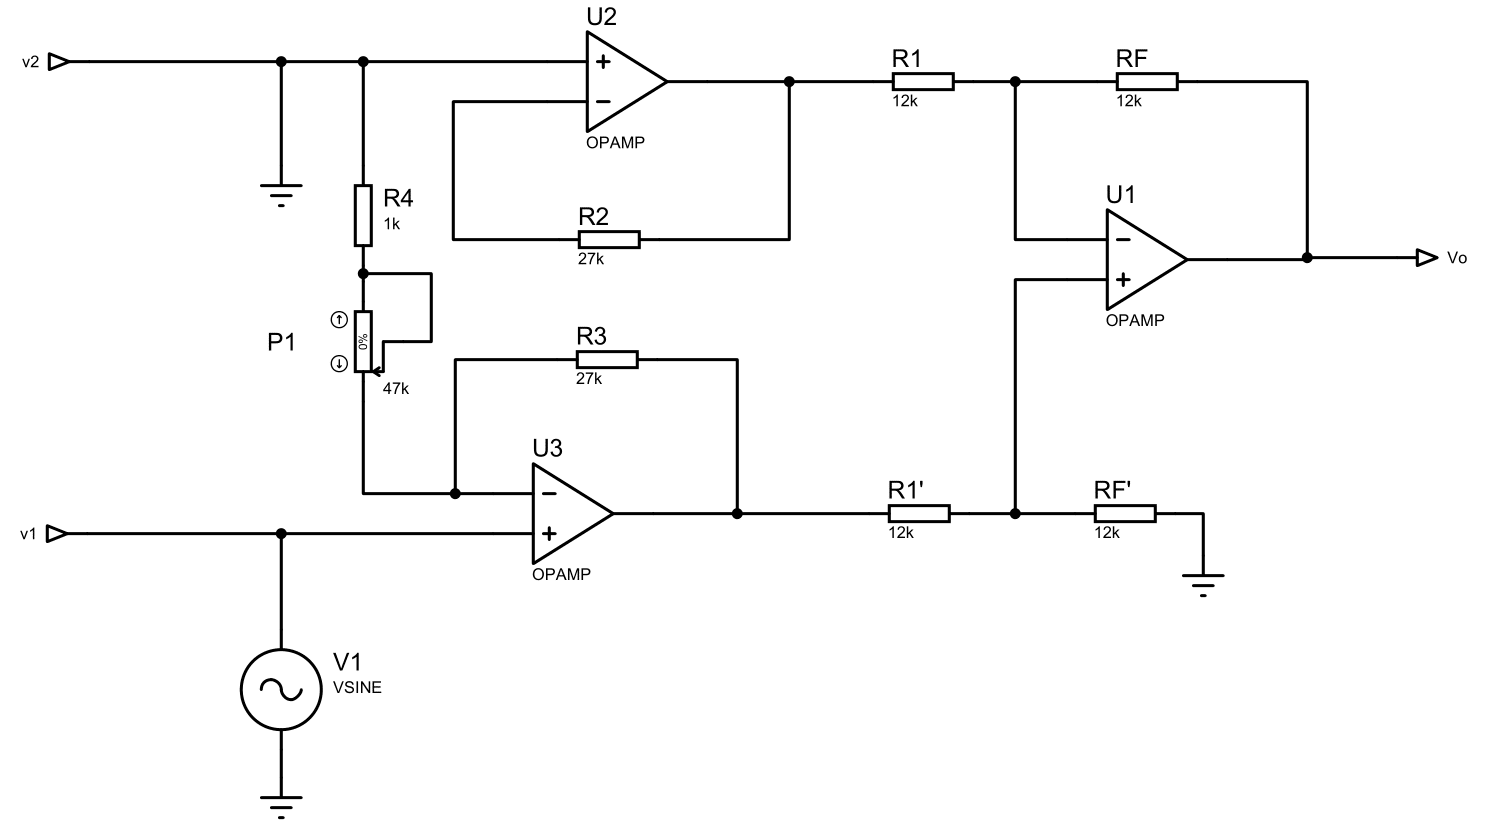 U2
v2
+
−
OPAMP
R1
12k
RF
12k
R4
1k
R2
27k
U1
−
+
OPAMP
Vo
P1
0%
47k
R3
27k
U3
−
+
OPAMP
R1'
12k
RF'
12k
v1
V1
VSINE